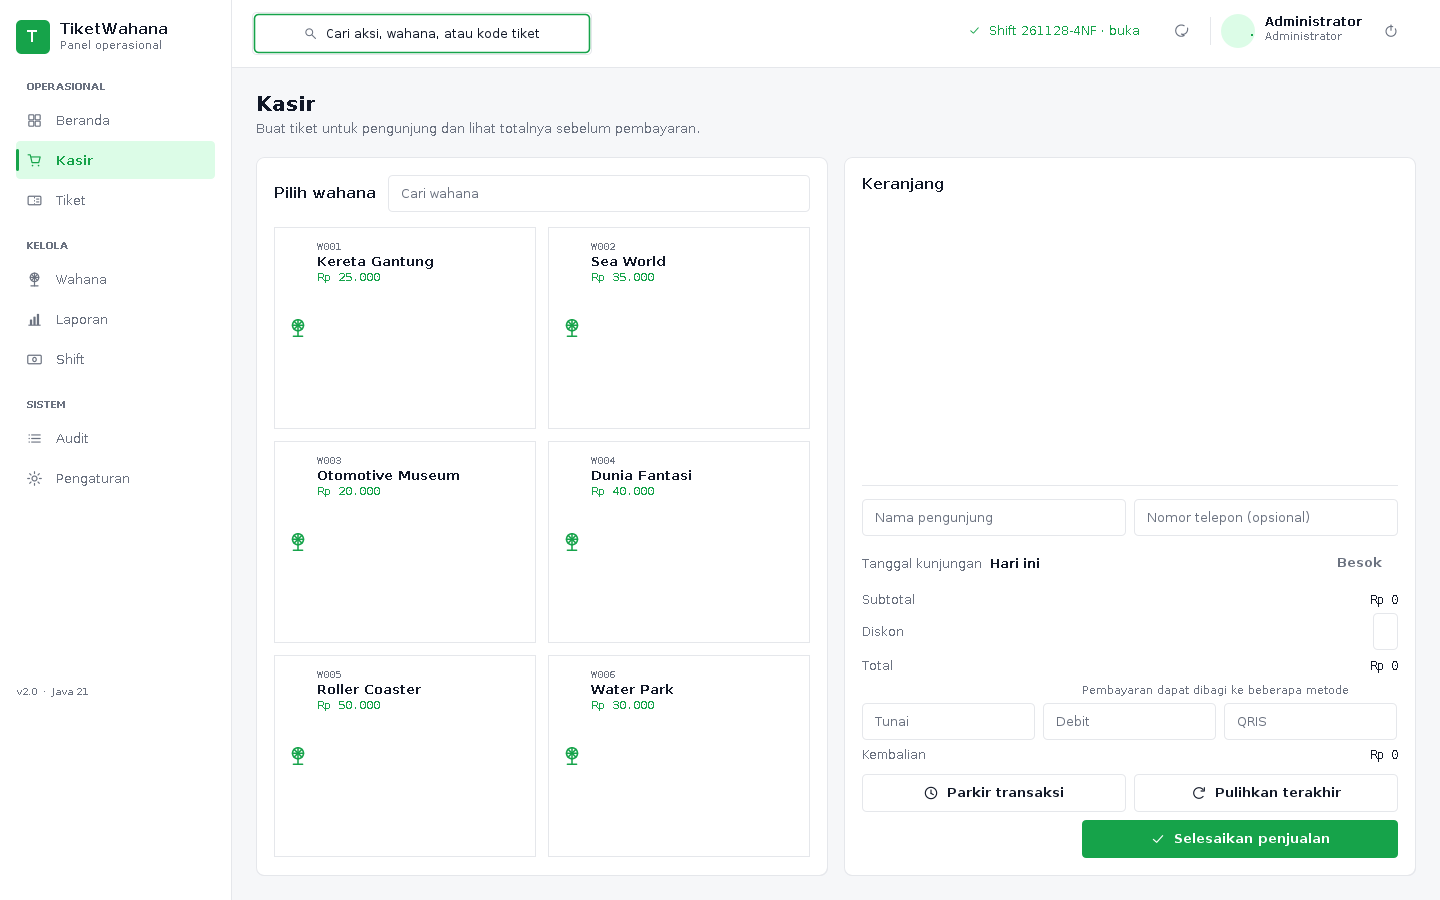 T
TiketWahana
Panel operasional
OPERASIONAL
Beranda
Kasir
Tiket
KELOLA
Wahana
Laporan
Shift
SISTEM
Audit
Pengaturan
v2.0 · Java 21
Cari aksi, wahana, atau kode tiket
Shift 261128-4NF · buka
Administrator
Administrator
Kasir
Buat tiket untuk pengunjung dan lihat totalnya sebelum pembayaran.
Pilih wahana
Cari wahana
W001
Kereta Gantung
Rp 25.000
W002
Sea World
Rp 35.000
W003
Otomotive Museum
Rp 20.000
W004
Dunia Fantasi
Rp 40.000
W005
Roller Coaster
Rp 50.000
W006
Water Park
Rp 30.000
Keranjang
Nama pengunjung
Nomor telepon (opsional)
Tanggal kunjungan Hari ini Besok
Subtotal Rp 0
Diskon
Total Rp 0
Pembayaran dapat dibagi ke beberapa metode
Tunai
Debit
QRIS
Kembalian Rp 0
Parkir transaksi
Pulihkan terakhir
Selesaikan penjualan